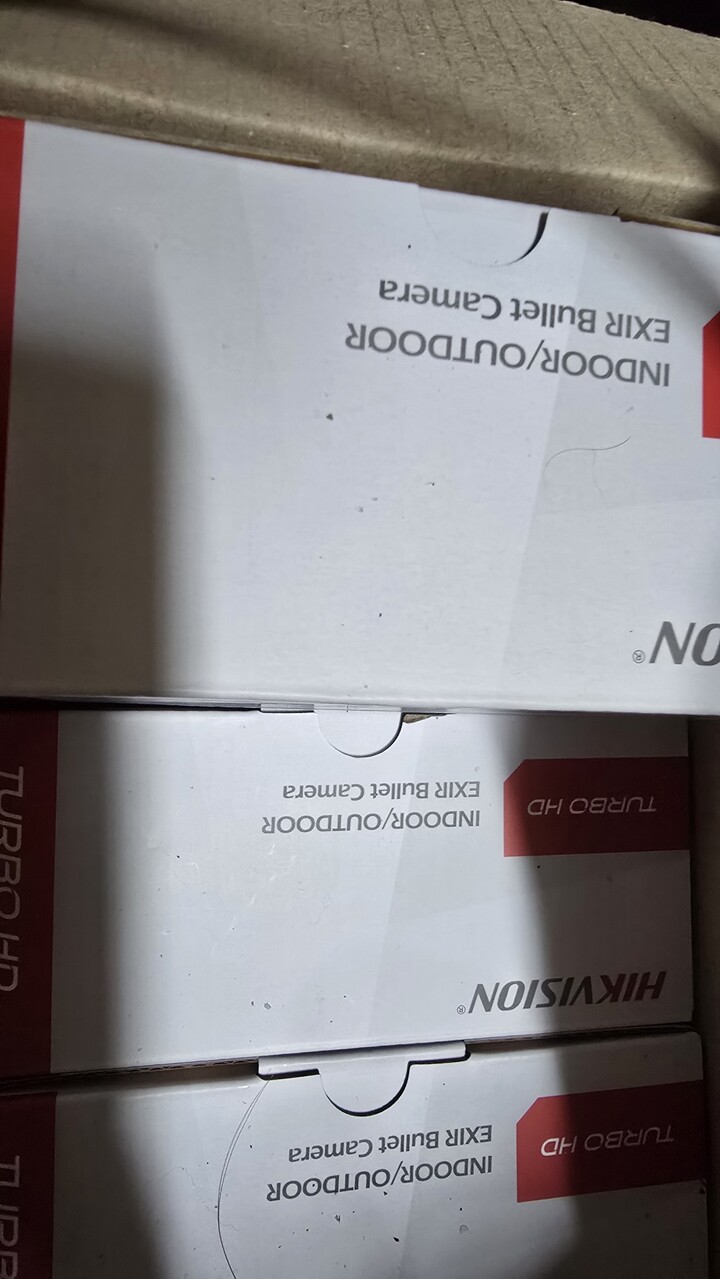 TURBO HD
INDOOR/OUTDOOR
EXIR Bullet Camera
HIKVISION®
TURBO HD
INDOOR/OUTDOOR
EXIR Bullet Camera
TURBO HD
ON®
INDOOR/OUTDOOR
EXIR Bullet Camera
TURB